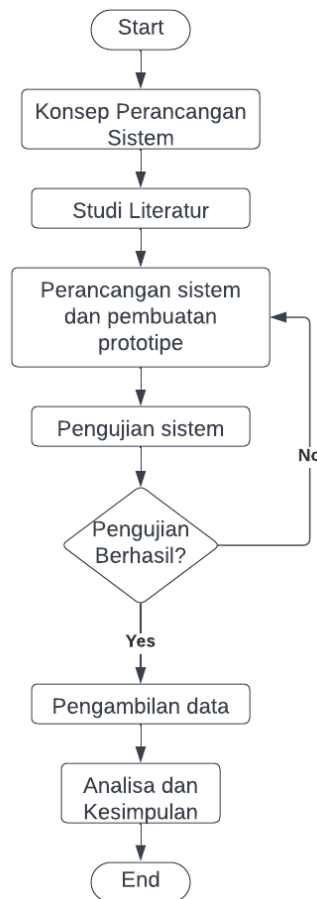 Start
Konsep Perancangan
Sistem
Studi Literatur
Perancangan sistem
dan pembuatan
prototipe
Pengujian sistem
No
Pengujian
Berhasil?
Yes
Pengambilan data
Analisa dan
Kesimpulan
End